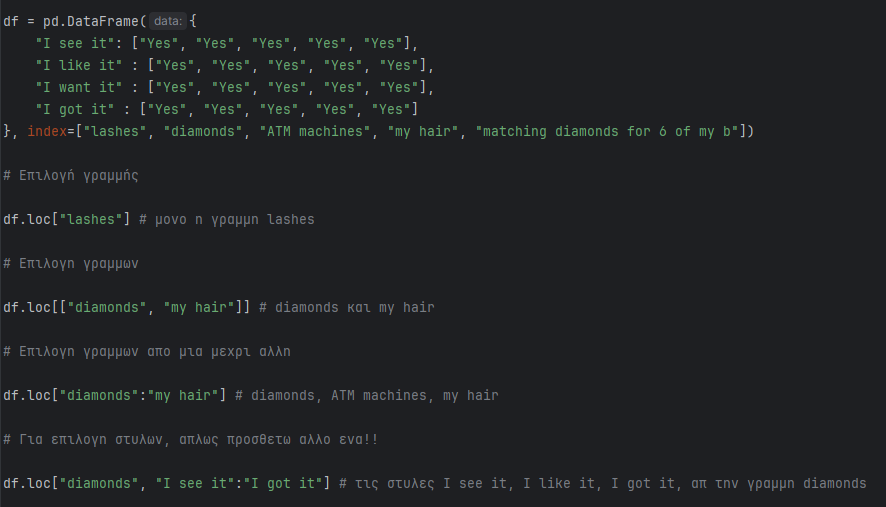 df = pd.DataFrame( data: {
"I see it": ["Yes", "Yes", "Yes", "Yes", "Yes"],
"I like it" : ["Yes", "Yes", "Yes", "Yes", "Yes"],
"I want it" : ["Yes", "Yes", "Yes", "Yes", "Yes"],
"I got it" : ["Yes", "Yes", "Yes", "Yes", "Yes"]
}, index=["lashes", "diamonds", "ATM machines", "my hair", "matching diamonds for 6 of my b"])
# Επιλογή γραμμής
df.loc["lashes"] # μονο η γραμμη lashes
# Επιλογη γραμμων
df.loc[["diamonds", "my hair"]] # diamonds και my hair
# Επιλογη γραμμων απο μια μεχρι αλλη
df.loc["diamonds":"my hair"] # diamonds, ATM machines, my hair
# Για επιλογη στυλων, απλως προσθετω αλλο ενα!!
df.loc["diamonds", "I see it":"I got it"] # τις στυλες I see it, I like it, I got it, απ την γραμμη diamonds